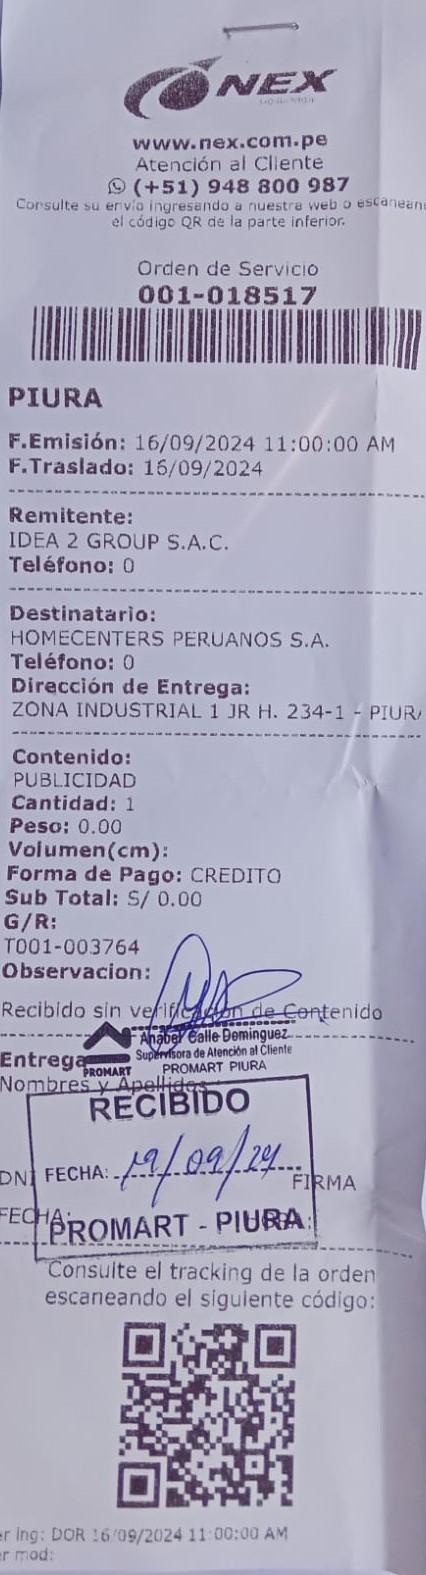 NEX
www.nex.com.pe
Atención al Cliente
(+51) 948 800 987
Consulte su envío ingresando a nuestra web o escanean
el código QR de la parte inferior.
Orden de Servicio
001-018517
PIURA
F.Emisión: 16/09/2024 11:00:00 AM
F.Traslado: 16/09/2024
Remitente:
IDEA 2 GROUP S.A.C.
Teléfono: 0
Destinatario:
HOMECENTERS PERUANOS S.A.
Teléfono: 0
Dirección de Entrega:
ZONA INDUSTRIAL 1 JR H. 234-1 - PIURA
Contenido:
PUBLICIDAD
Cantidad: 1
Peso: 0.00
Volumen(cm):
Forma de Pago: CREDITO
Sub Total: S/ 0.00
G/R:
T001-003764
Observacion:
Recibido sin verificación de Contenido
Anabel Calle Dominguez
Supervisora de Atención al Cliente
PROMART PROMART PIURA
Entrega
Nombres y Apellidos
RECIBIDO
DNI FECHA: 19/09/24
FIRMA
FECHA:
PROMART - PIURA
Consulte el tracking de la orden
escaneando el siguiente código:
er ing: DOR 16/09/2024 11:00:00 AM
er mod: